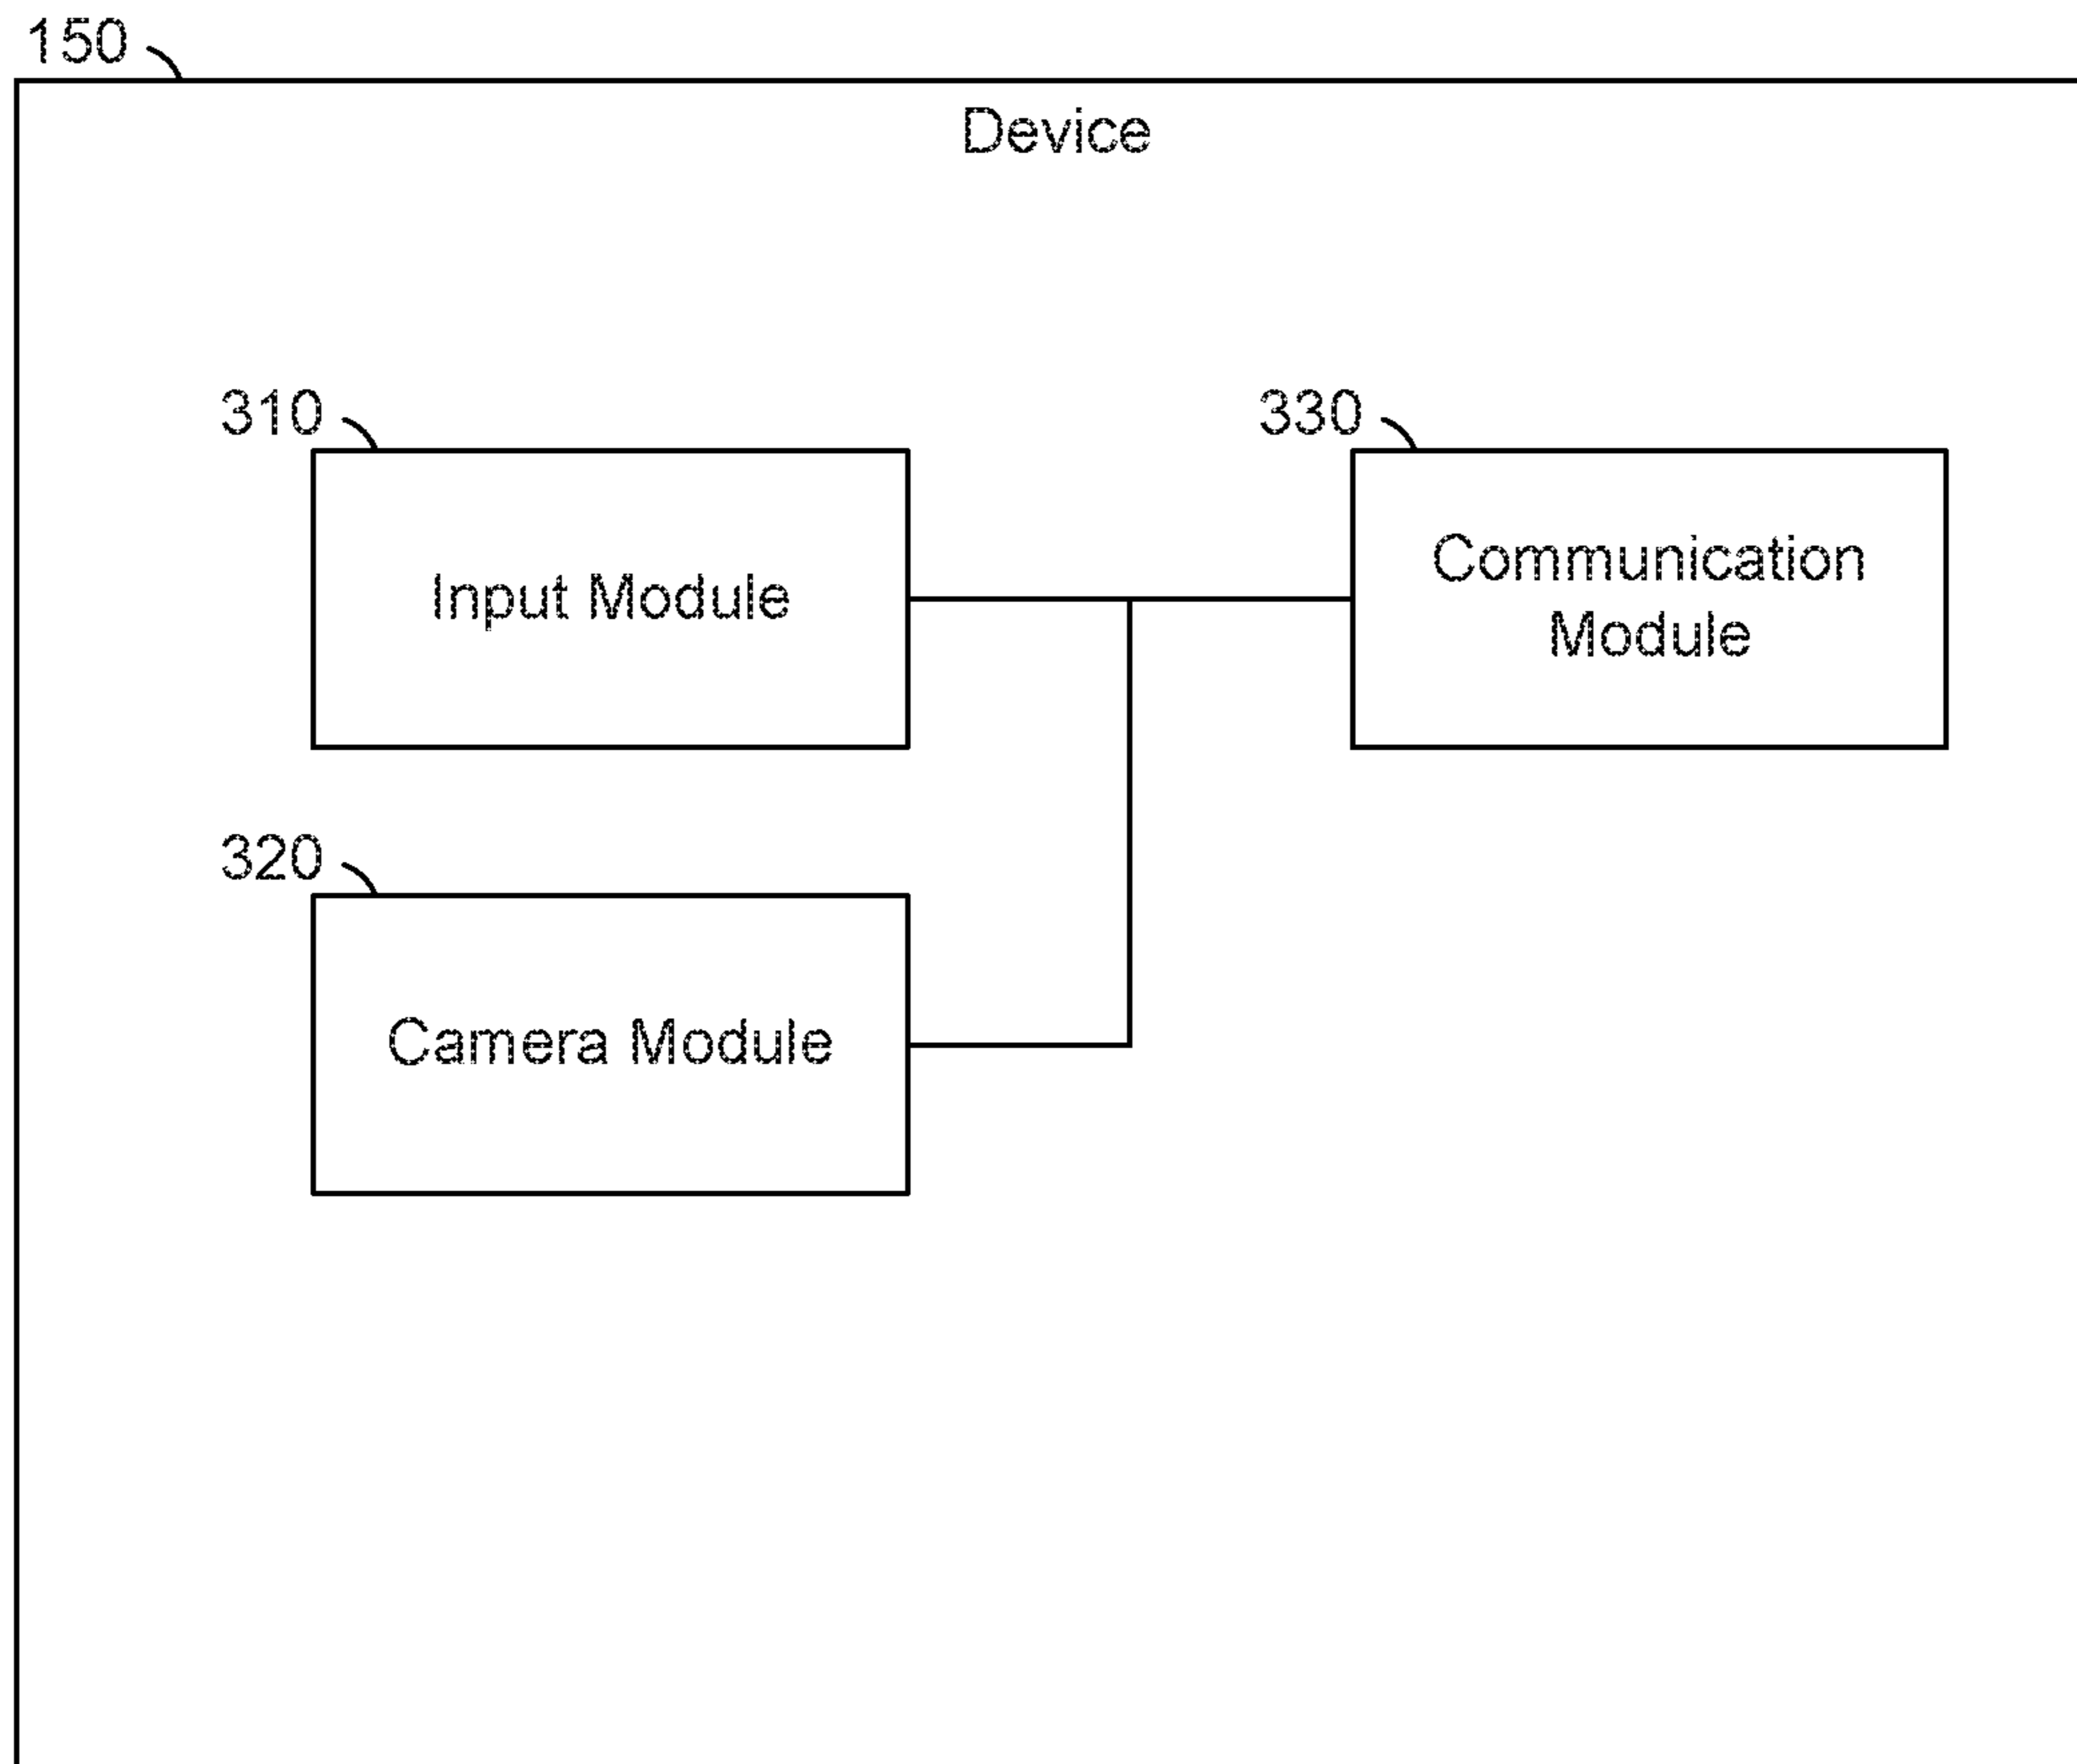 150
Device
310
330
Input Module
Communication
Module
320
Camera Module